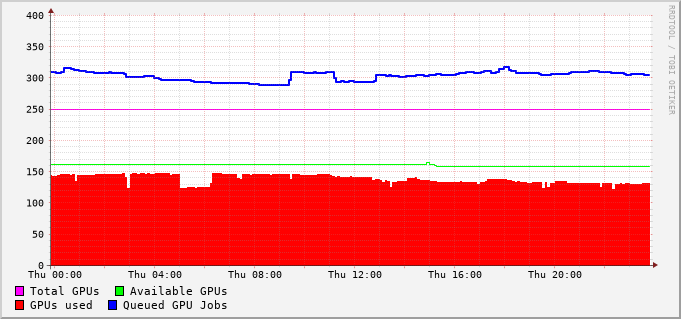 400
350
300
250
200
150
100
50
0
Thu 00:00 Thu 04:00 Thu 08:00 Thu 12:00 Thu 16:00 Thu 20:00
Total GPUs Available GPUs
GPUs used Queued GPU Jobs
RRDTOOL / TOBI OETIKER